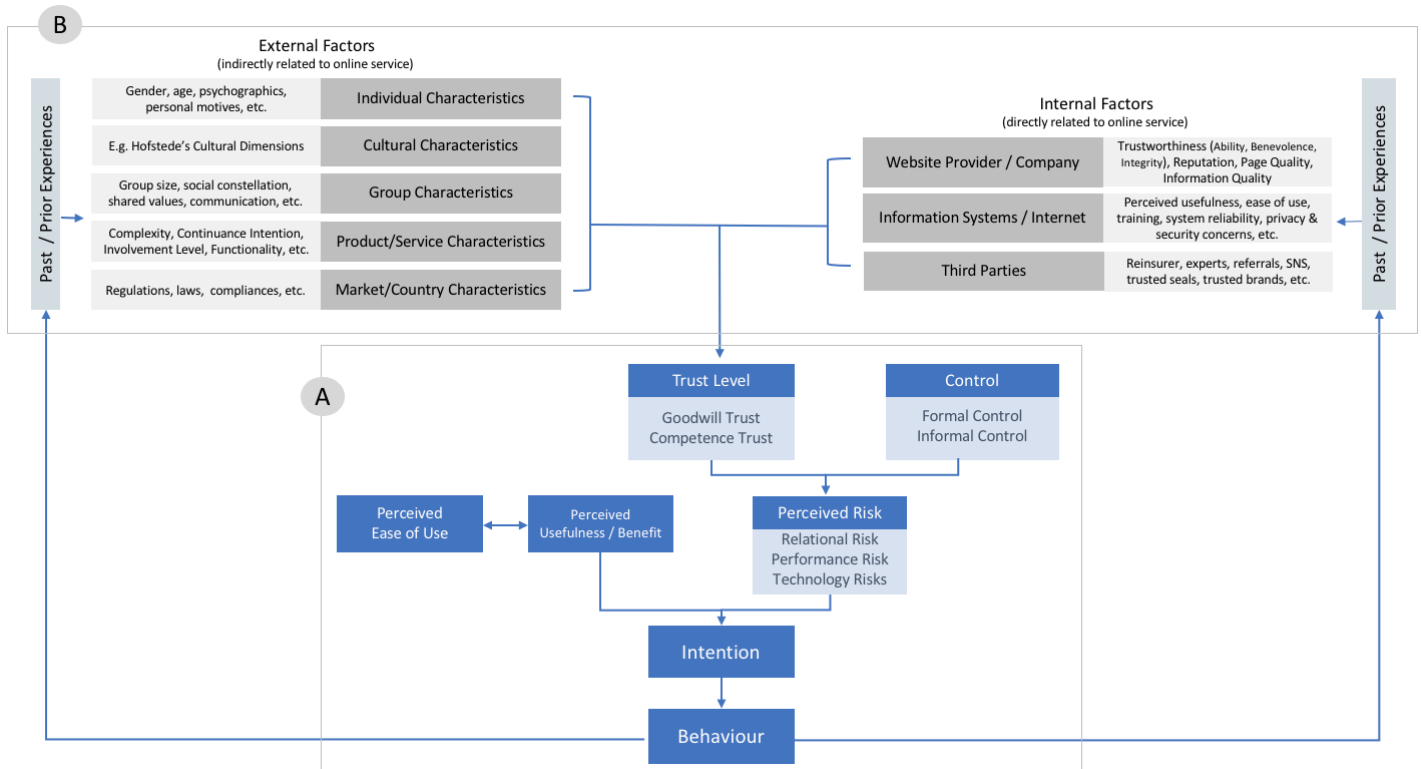 B
External Factors
(indirectly related to online service)
Past / Prior Experiences
Gender, age, psychographics,
personal motives, etc.
Individual Characteristics
E.g. Hofstede's Cultural Dimensions
Cultural Characteristics
Group size, social constellation,
shared values, communication, etc.
Group Characteristics
Complexity, Continuance Intention,
Involvement Level, Functionality, etc.
Product/Service Characteristics
Regulations, laws, compliances, etc.
Market/Country Characteristics
Internal Factors
(directly related to online service)
Website Provider / Company
Trustworthiness (Ability, Benevolence,
Integrity), Reputation, Page Quality,
Information Quality
Information Systems / Internet
Perceived usefulness, ease of use,
training, system reliability, privacy &
security concerns, etc.
Third Parties
Reinsurer, experts, referrals, SNS,
trusted seals, trusted brands, etc.
Past / Prior Experiences
A
Trust Level
Goodwill Trust
Competence Trust
Control
Formal Control
Informal Control
Perceived
Ease of Use
Perceived
Usefulness / Benefit
Perceived Risk
Relational Risk
Performance Risk
Technology Risks
Intention
Behaviour